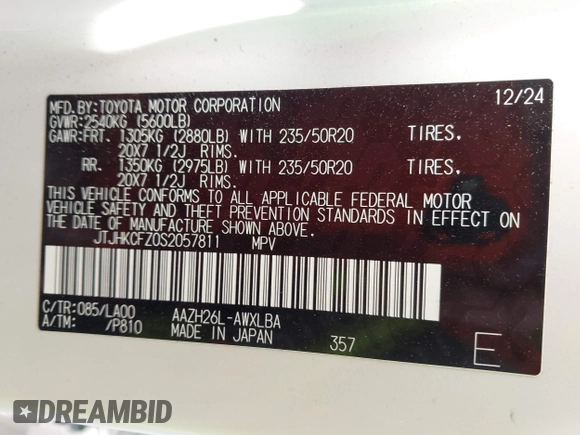 MFD.BY:TOYOTA MOTOR CORPORATION 12/24
GVWR:2540KG (5600LB)
GAWR:FRT. 1305KG (2880LB) WITH 235/50R20 TIRES.
20X7 1/2J RIMS.
RR. 1350KG (2975LB) WITH 235/50R20 TIRES.
20X7 1/2J RIMS.
THIS VEHICLE CONFORMS TO ALL APPLICABLE FEDERAL MOTOR
VEHICLE SAFETY AND THEFT PREVENTION STANDARDS IN EFFECT ON
THE DATE OF MANUFACTURE SHOWN ABOVE.
JTJHKCFZ0S2057811 MPV
C/TR:085/LA00 AAZH26L-AWXLBA
A/TM: /P810 MADE IN JAPAN 357 E
DREAMBID